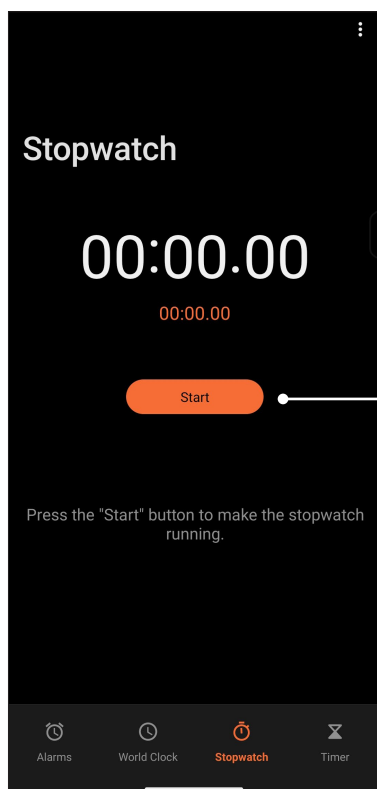 Stopwatch
00:00.00
00:00.00
Start
Press the "Start" button to make the stopwatch
running.
Alarms
World Clock
Stopwatch
Timer